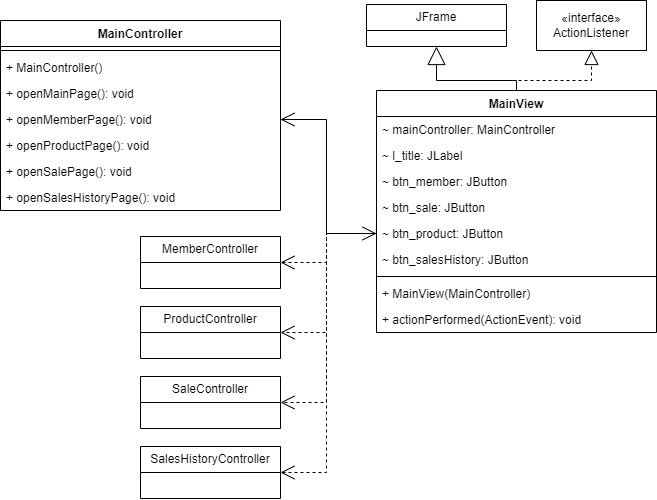 MainController
+ MainController()
+ openMainPage(): void
+ openMemberPage(): void
+ openProductPage(): void
+ openSalePage(): void
+ openSalesHistoryPage(): void
JFrame
«interface»
ActionListener
MainView
~ mainController: MainController
~ l_title: JLabel
~ btn_member: JButton
~ btn_sale: JButton
~ btn_product: JButton
~ btn_salesHistory: JButton
+ MainView(MainController)
+ actionPerformed(ActionEvent): void
MemberController
ProductController
SaleController
SalesHistoryController